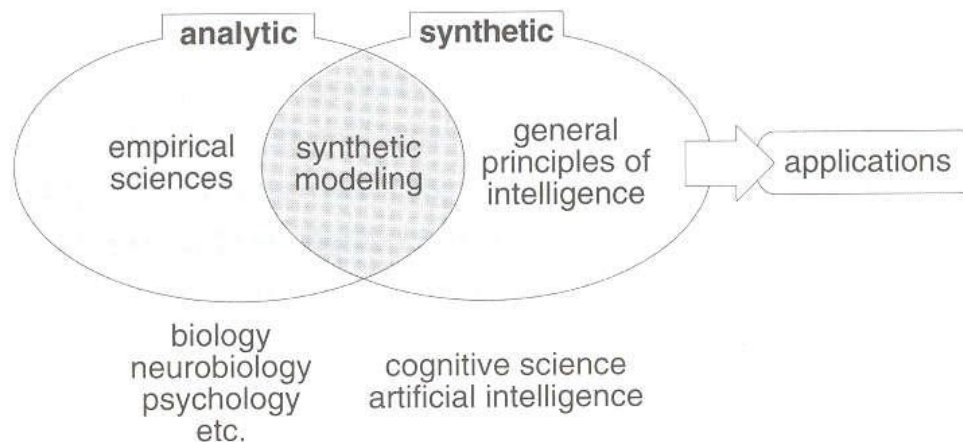 analytic
synthetic
empirical
sciences
synthetic
modeling
general
principles of
intelligence
applications
biology
neurobiology
psychology
etc.
cognitive science
artificial intelligence